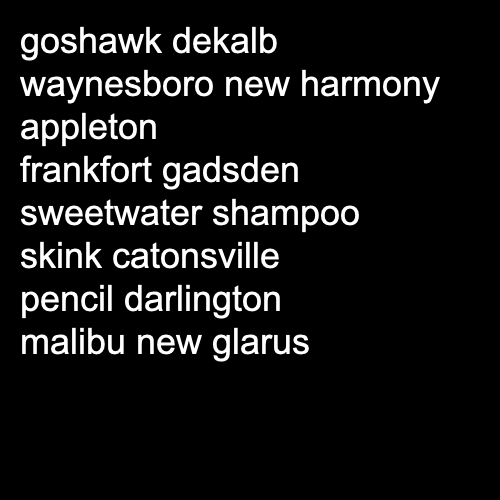 goshawk dekalb
waynesboro new harmony
appleton
frankfort gadsden
sweetwater shampoo
skink catonsville
pencil darlington
malibu new glarus